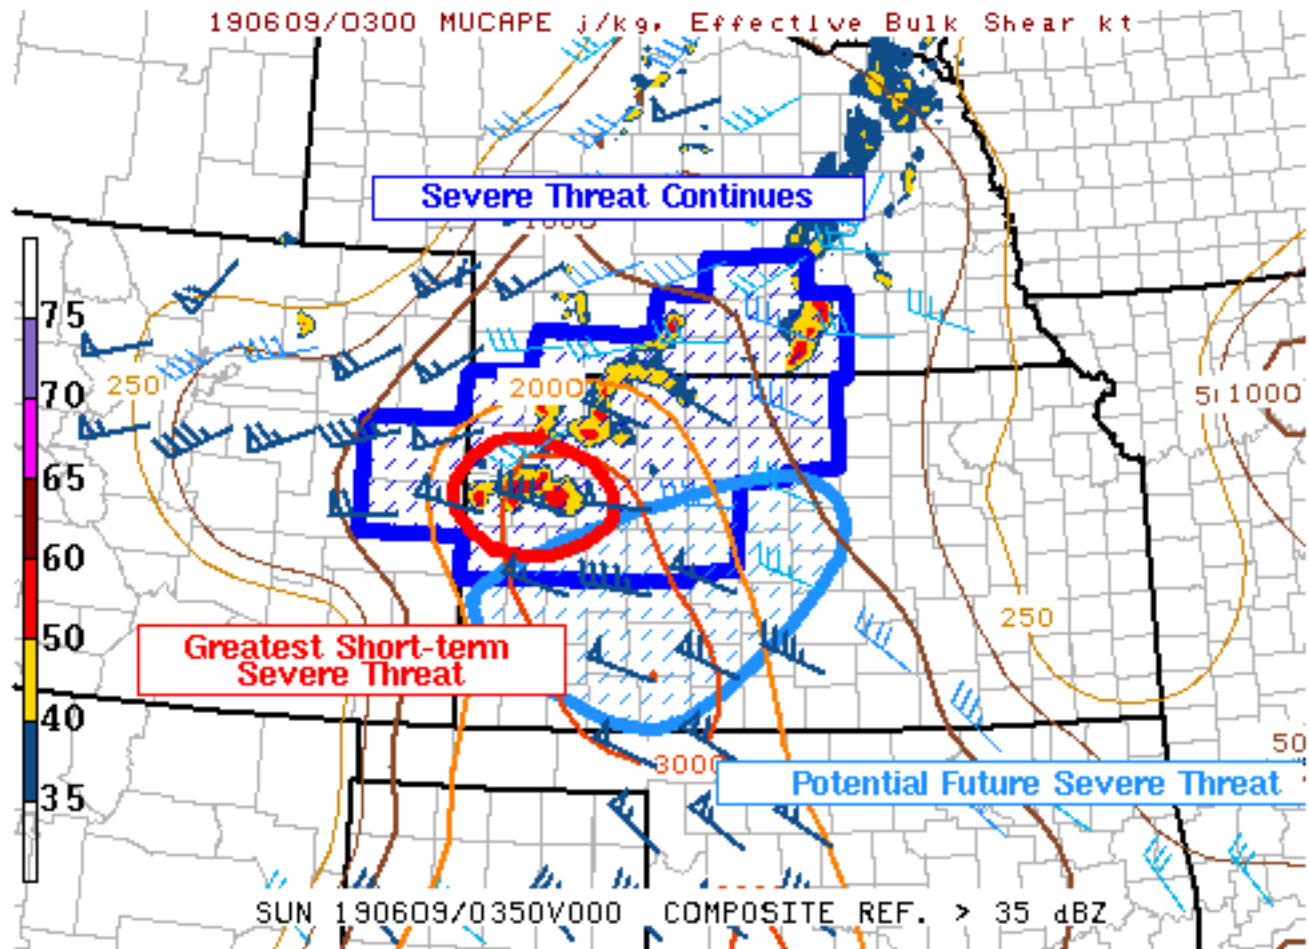 190609/0300 MUCAPE j/kg, Effective Bulk Shear kt
Severe Threat Continues
1000
75
250
70
2000
1000
65
60
250
50
Greatest Short-term
Severe Threat
40
50
3000
Potential Future Severe Threat
35
SUN 190609/0350V000 COMPOSITE REF. > 35 dBZ